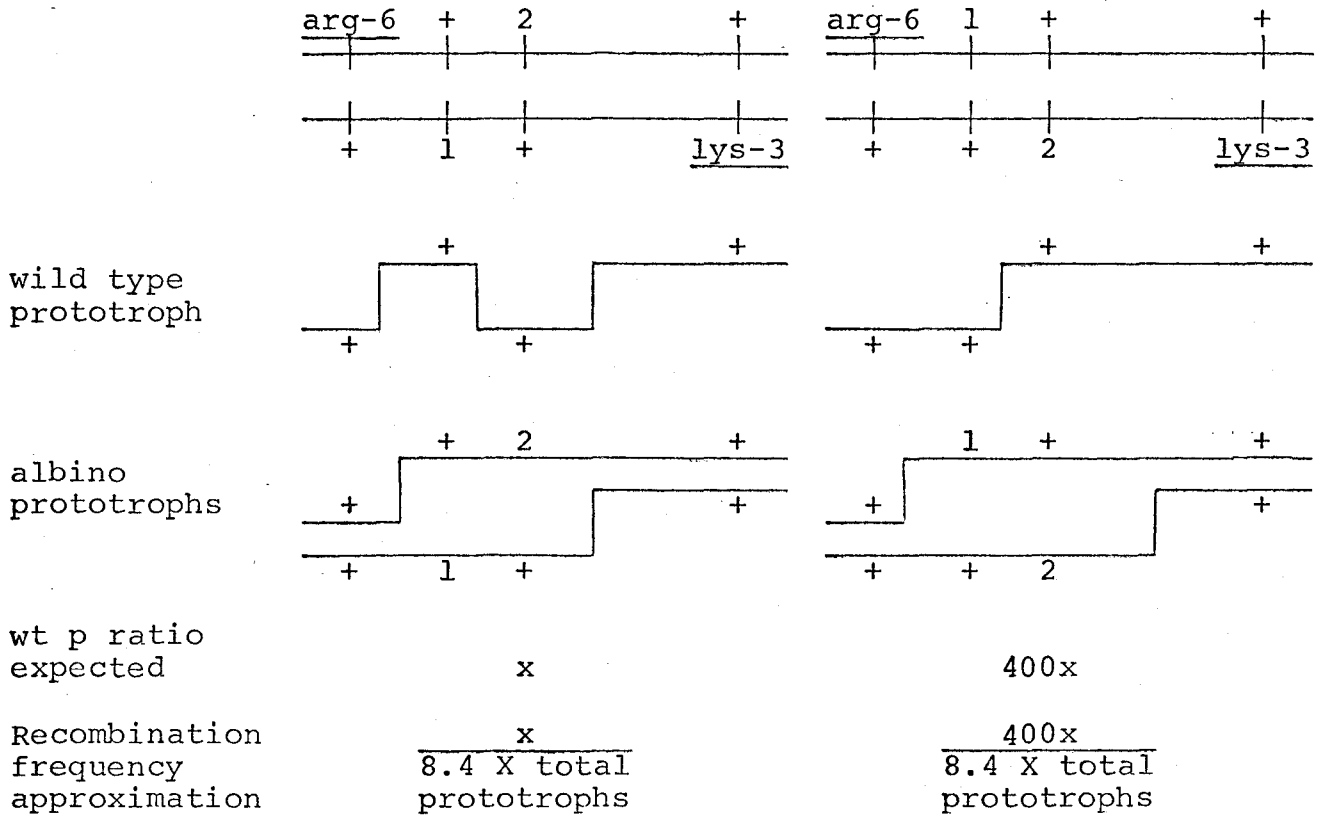 arg-6 + 2 + arg-6 1 + +
+ 1 + lys-3 + + 2 lys-3
+ + + +
wild type
prototroph
+ + + +
+ 2 + 1 + +
albino
prototrophs
+ + + +
+ 1 + + + 2
wt p ratio
expected x 400x
Recombination x 400x
frequency 8.4 X total 8.4 X total
approximation prototrophs prototrophs